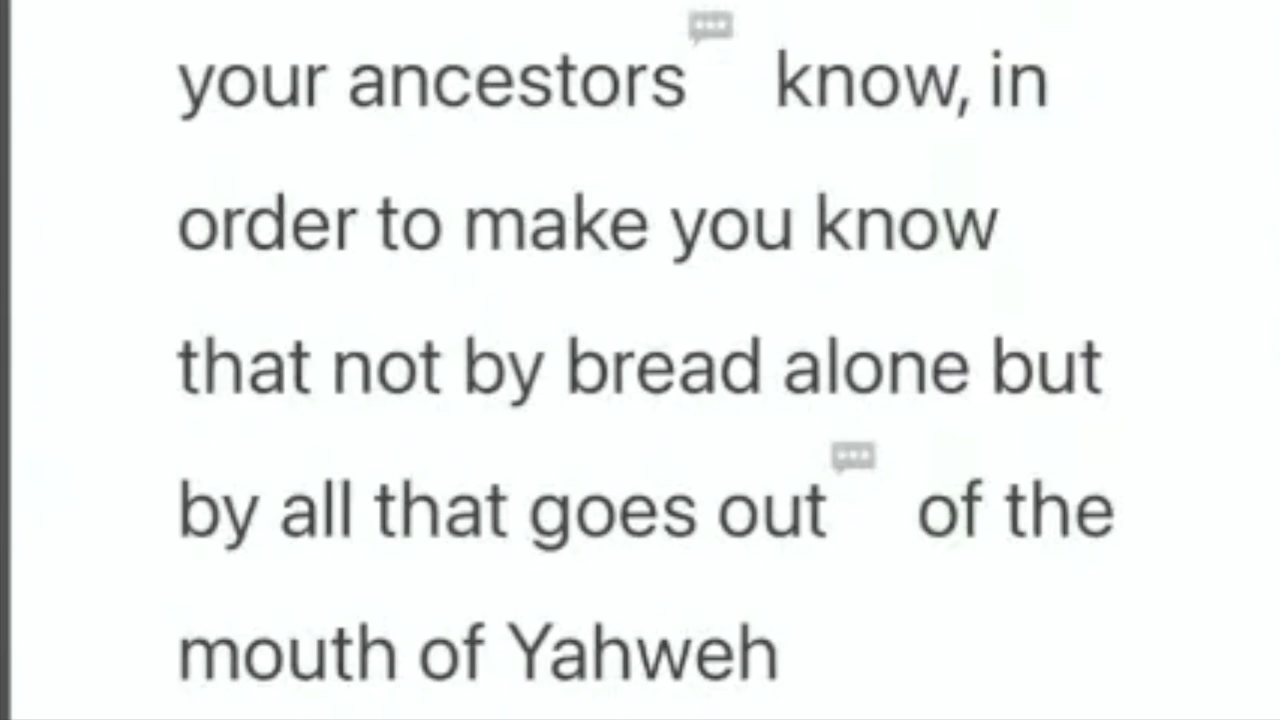 your ancestors know, in
order to make you know
that not by bread alone but
by all that goes out of the
mouth of Yahweh